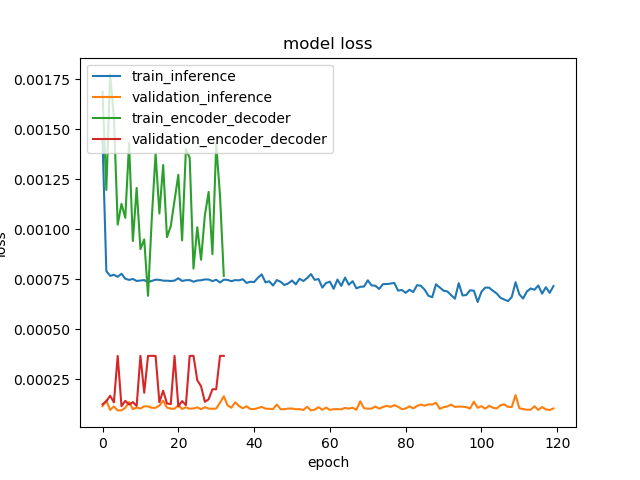 model loss
train_inference
validation_inference
train_encoder_decoder
validation_encoder_decoder
0.00175
0.00150
0.00125
0.00100
0.00075
0.00050
0.00025
loss
0 20 40 60 80 100 120
epoch